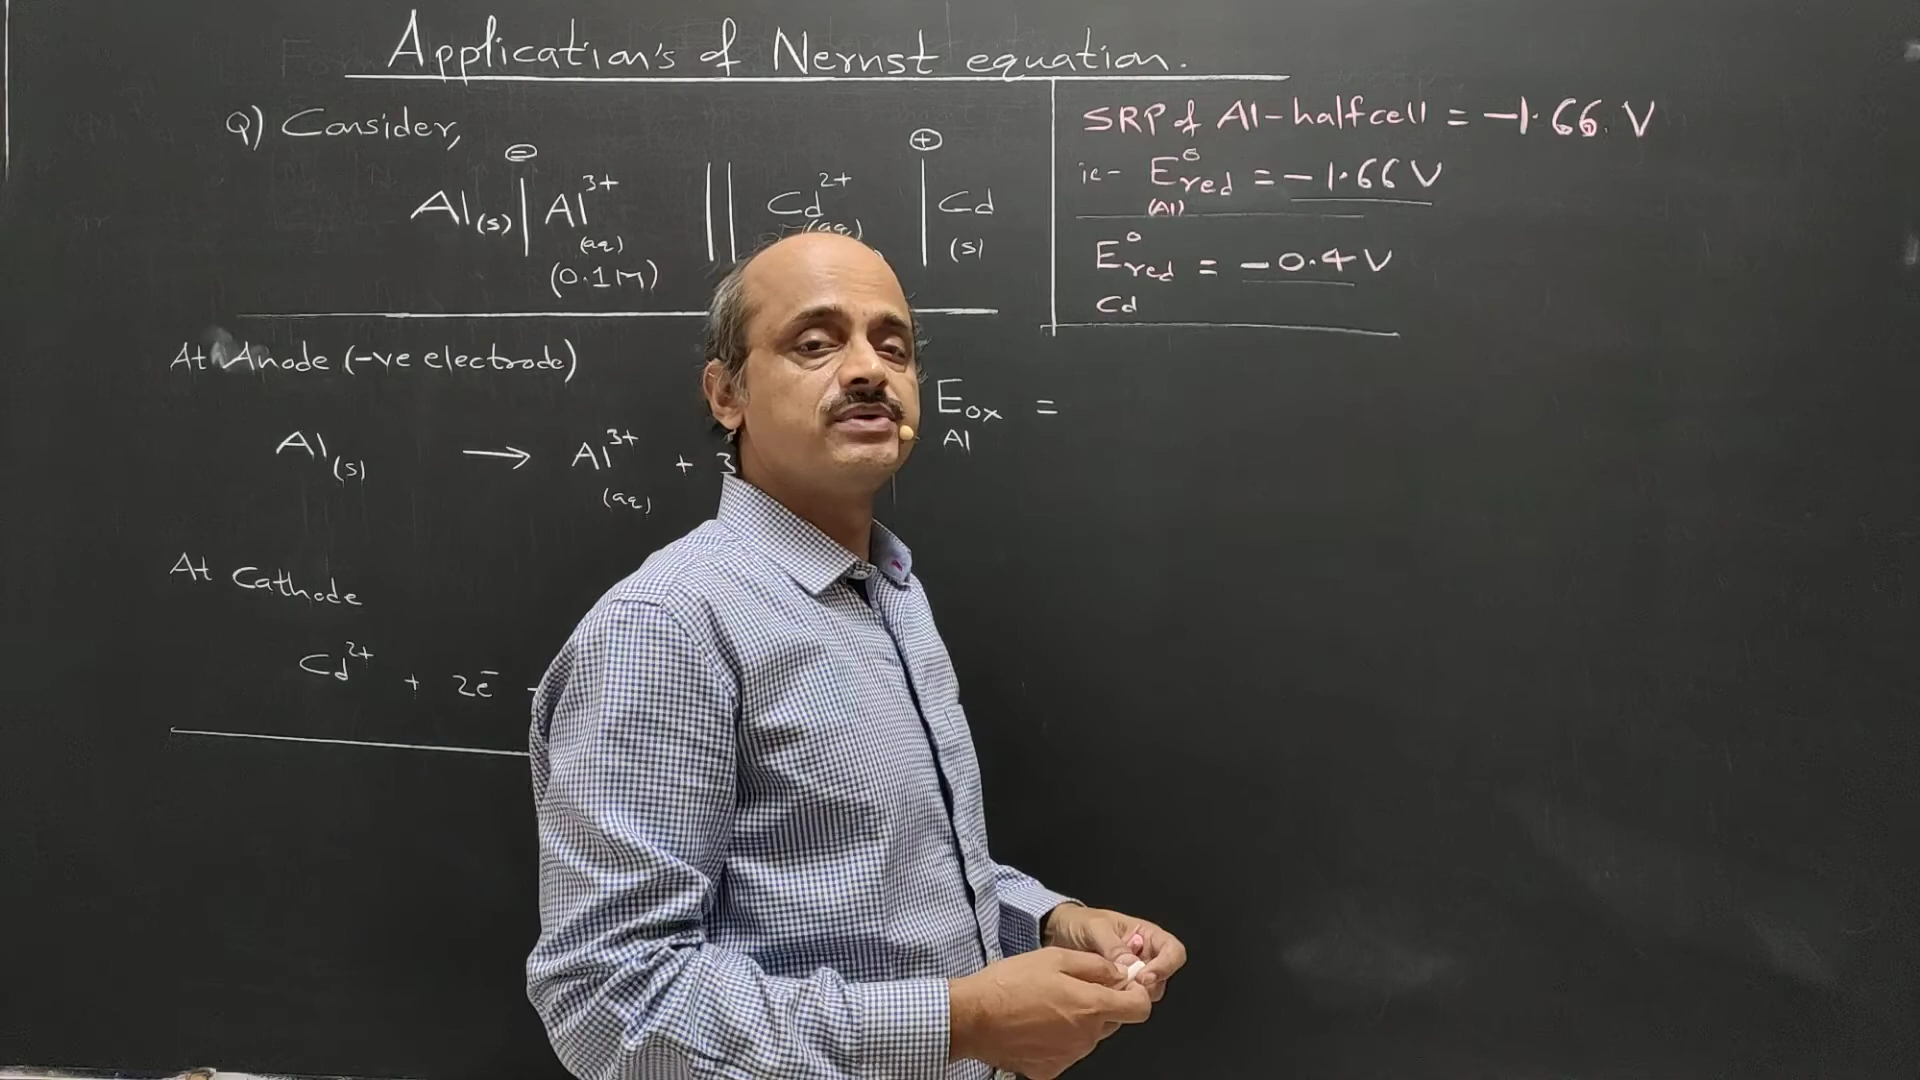 Application's of Nernst equation.
Q) Consider,
⊖ ⊕
Al(s) | Al³⁺(aq) (0.1M) || Cd²⁺(aq) | Cd(s)
SRP of Al-halfcell = -1.66 V
ie- E°red (Al) = -1.66 V
E°red Cd = -0.4 V
At Anode (-ve electrode)
Al(s) → Al³⁺(aq) + 3
At Cathode
Cd²⁺ + 2e⁻
Eox Al =